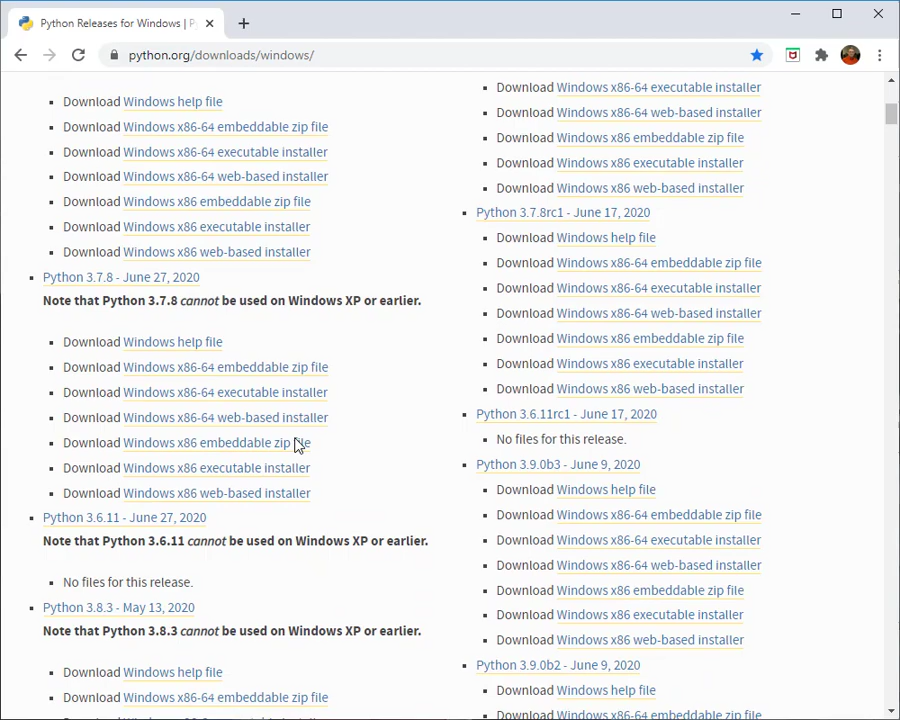 Python Releases for Windows | P
python.org/downloads/windows/
Download Windows help file
Download Windows x86-64 embeddable zip file
Download Windows x86-64 executable installer
Download Windows x86-64 web-based installer
Download Windows x86 embeddable zip file
Download Windows x86 executable installer
Download Windows x86 web-based installer
Python 3.7.8 - June 27, 2020
Note that Python 3.7.8 cannot be used on Windows XP or earlier.
Download Windows help file
Download Windows x86-64 embeddable zip file
Download Windows x86-64 executable installer
Download Windows x86-64 web-based installer
Download Windows x86 embeddable zip file
Download Windows x86 executable installer
Download Windows x86 web-based installer
Python 3.6.11 - June 27, 2020
Note that Python 3.6.11 cannot be used on Windows XP or earlier.
No files for this release.
Python 3.8.3 - May 13, 2020
Note that Python 3.8.3 cannot be used on Windows XP or earlier.
Download Windows help file
Download Windows x86-64 embeddable zip file
Download Windows x86-64 executable installer
Download Windows x86-64 executable installer
Download Windows x86-64 web-based installer
Download Windows x86 embeddable zip file
Download Windows x86 executable installer
Download Windows x86 web-based installer
Python 3.7.8rc1 - June 17, 2020
Download Windows help file
Download Windows x86-64 embeddable zip file
Download Windows x86-64 executable installer
Download Windows x86-64 web-based installer
Download Windows x86 embeddable zip file
Download Windows x86 executable installer
Download Windows x86 web-based installer
Python 3.6.11rc1 - June 17, 2020
No files for this release.
Python 3.9.0b3 - June 9, 2020
Download Windows help file
Download Windows x86-64 embeddable zip file
Download Windows x86-64 executable installer
Download Windows x86-64 web-based installer
Download Windows x86 embeddable zip file
Download Windows x86 executable installer
Download Windows x86 web-based installer
Python 3.9.0b2 - June 9, 2020
Download Windows help file
Download Windows x86-64 embeddable zip file